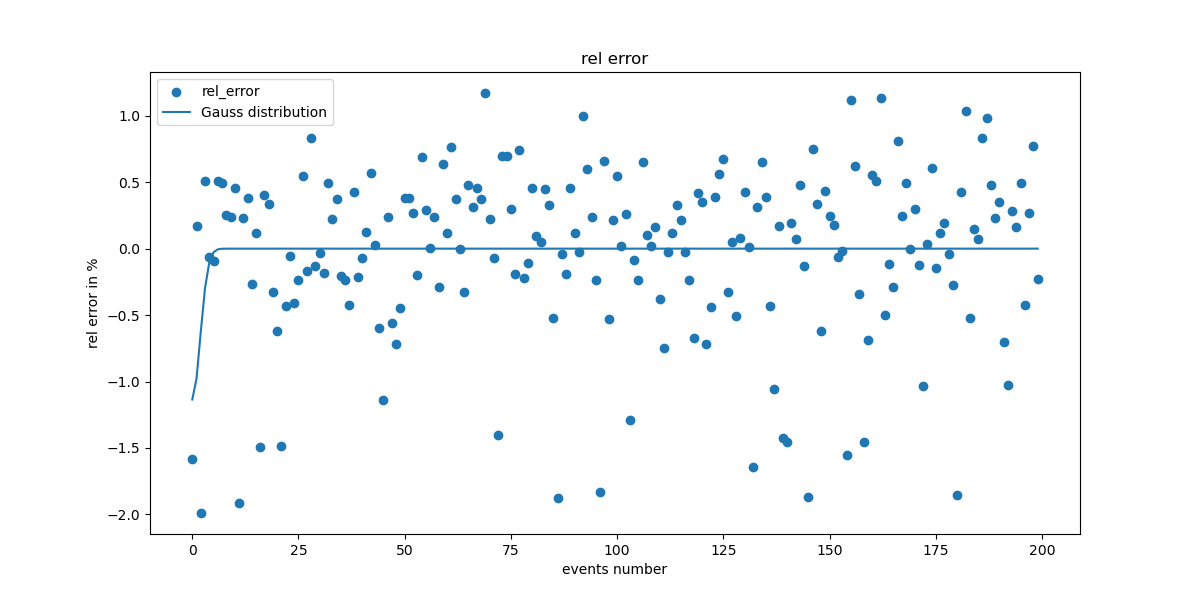 rel error
rel_error
Gauss distribution
rel error in %
1.0
0.5
0.0
−0.5
−1.0
−1.5
−2.0
0 25 50 75 100 125 150 175 200
events number